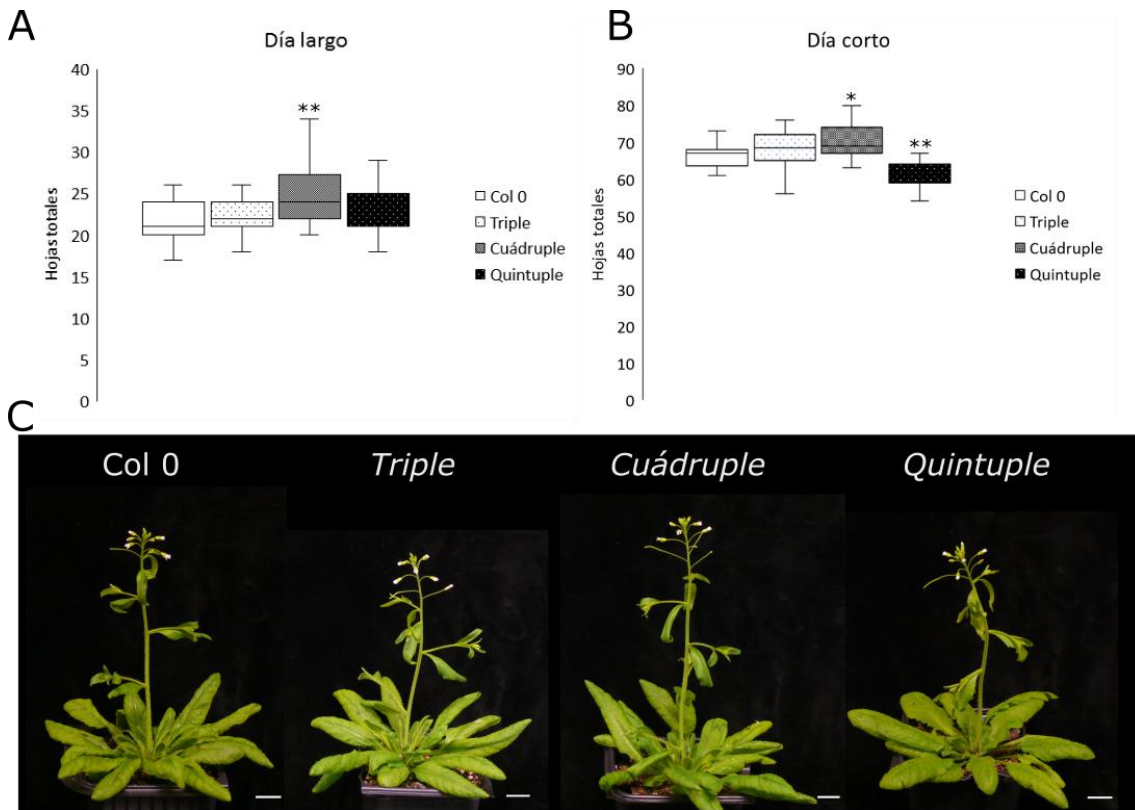 A
Día largo
40
35
30
25
20
15
10
5
0
Hojas totales
**
Col 0
Triple
Cuádruple
Quintuple
B
Día corto
90
80
70
60
50
40
30
20
10
0
Hojas totales
*
**
Col 0
Triple
Cuádruple
Quintuple
C
Col 0
Triple
Cuádruple
Quintuple